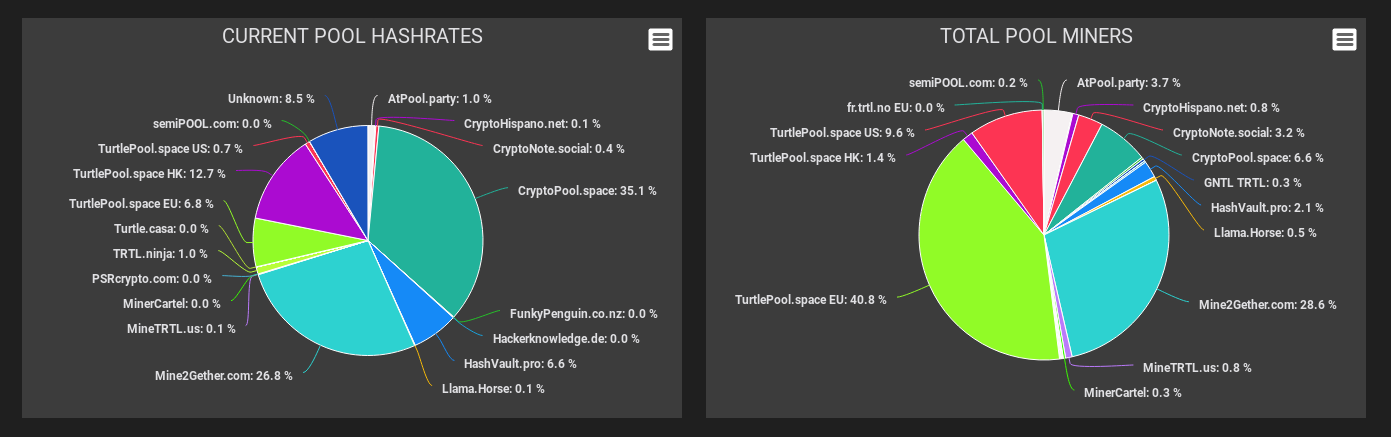 CURRENT POOL HASHRATES
Unknown: 8.5 %
semiPOOL.com: 0.0 %
TurtlePool.space US: 0.7 %
TurtlePool.space HK: 12.7 %
TurtlePool.space EU: 6.8 %
Turtle.casa: 0.0 %
TRTL.ninja: 1.0 %
PSRcrypto.com: 0.0 %
MinerCartel: 0.0 %
MineTRTL.us: 0.1 %
Mine2Gether.com: 26.8 %
AtPool.party: 1.0 %
CryptoHispano.net: 0.1 %
CryptoNote.social: 0.4 %
CryptoPool.space: 35.1 %
FunkyPenguin.co.nz: 0.0 %
Hackerknowledge.de: 0.0 %
HashVault.pro: 6.6 %
Llama.Horse: 0.1 %
TOTAL POOL MINERS
semiPOOL.com: 0.2 %
fr.trtl.no EU: 0.0 %
TurtlePool.space US: 9.6 %
TurtlePool.space HK: 1.4 %
TurtlePool.space EU: 40.8 %
AtPool.party: 3.7 %
CryptoHispano.net: 0.8 %
CryptoNote.social: 3.2 %
CryptoPool.space: 6.6 %
GNTL TRTL: 0.3 %
HashVault.pro: 2.1 %
Llama.Horse: 0.5 %
Mine2Gether.com: 28.6 %
MineTRTL.us: 0.8 %
MinerCartel: 0.3 %